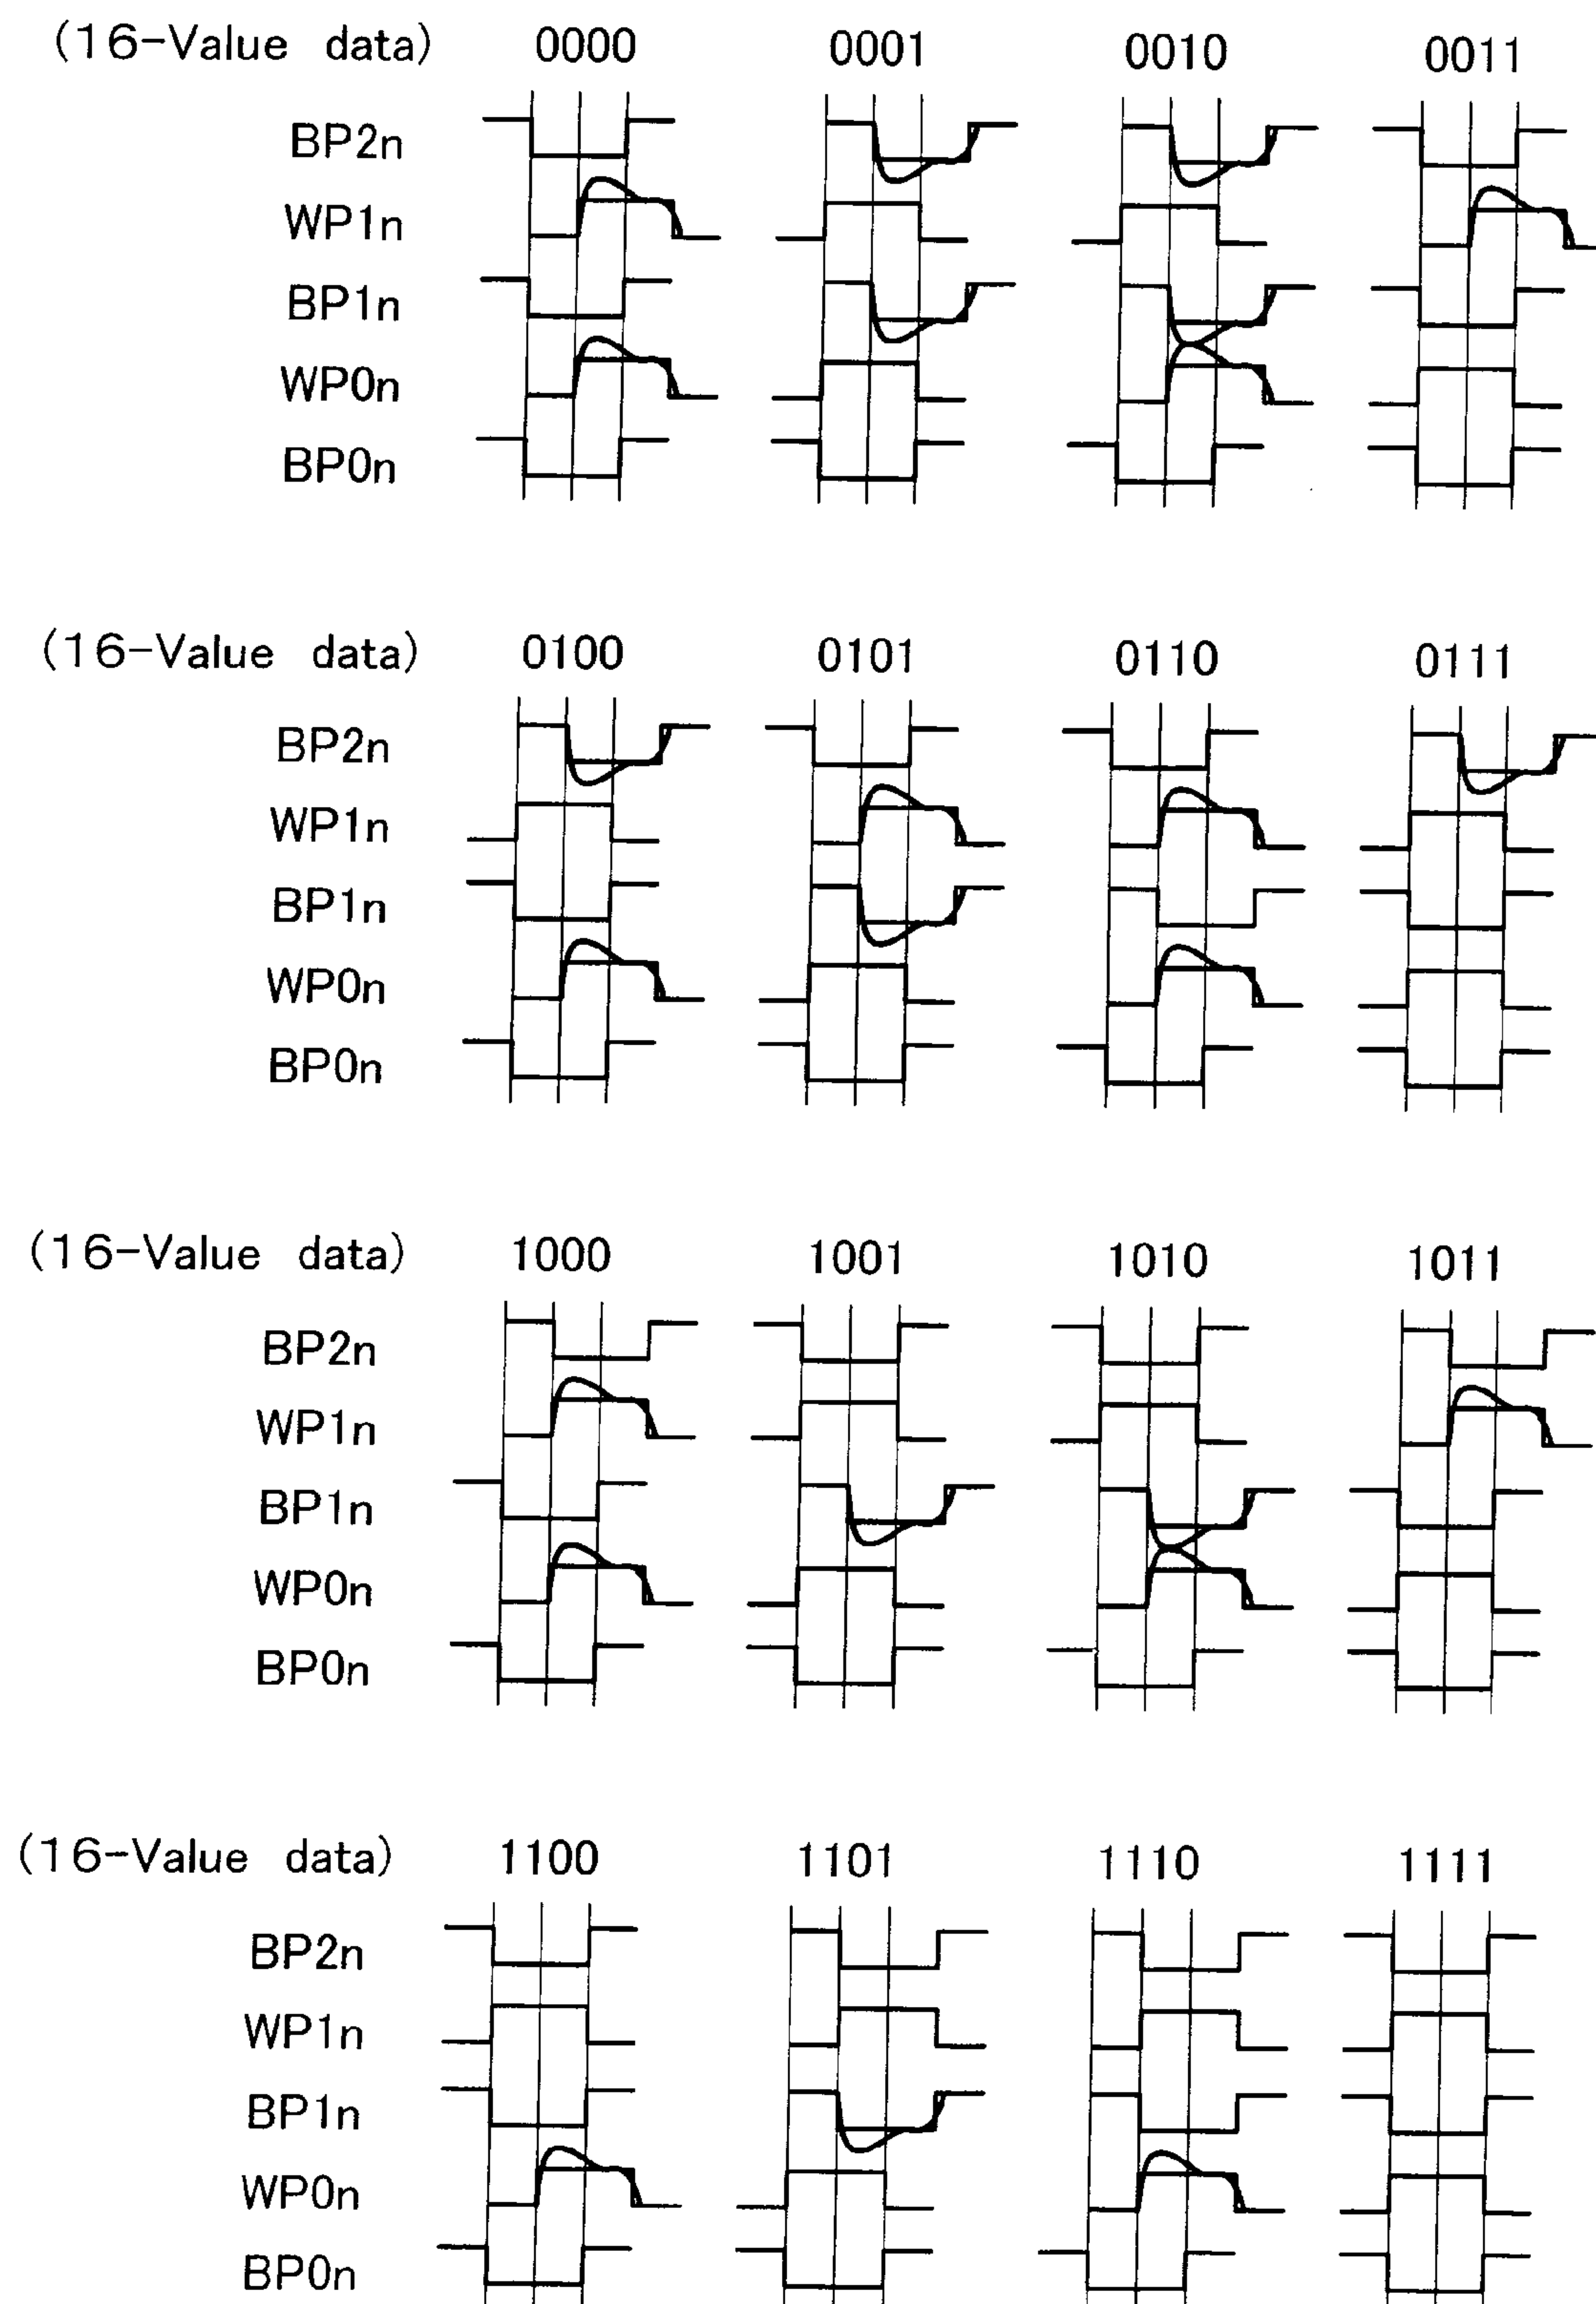 (16-Value data) 0000 0001 0010 0011
BP2n
WP1n
BP1n
WP0n
BP0n
(16-Value data) 0100 0101 0110 0111
BP2n
WP1n
BP1n
WP0n
BP0n
(16-Value data) 1000 1001 1010 1011
BP2n
WP1n
BP1n
WP0n
BP0n
(16-Value data) 1100 1101 1110 1111
BP2n
WP1n
BP1n
WP0n
BP0n